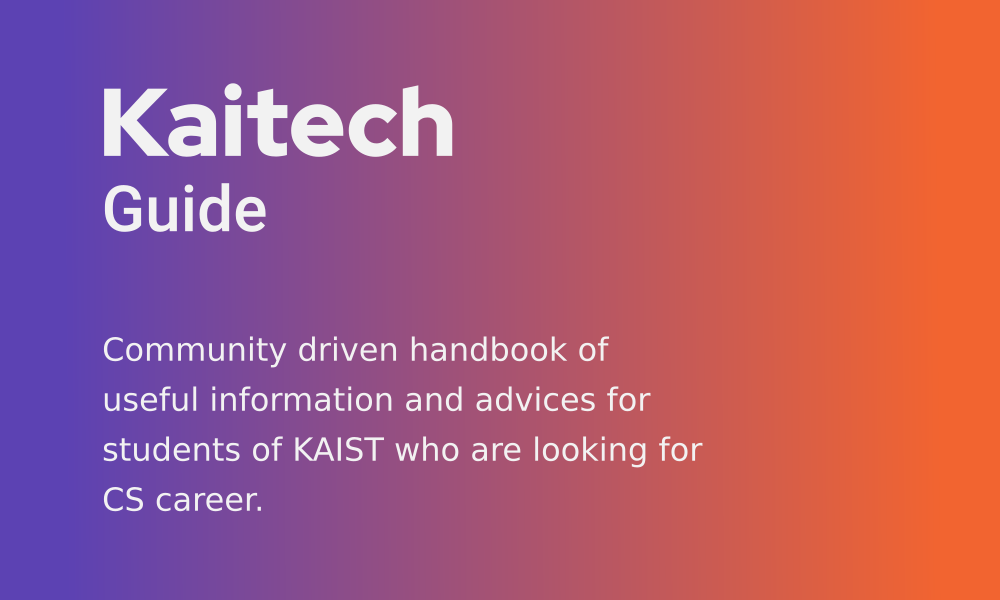 Kaitech
Guide
Community driven handbook of
useful information and advices for
students of KAIST who are looking for
CS career.